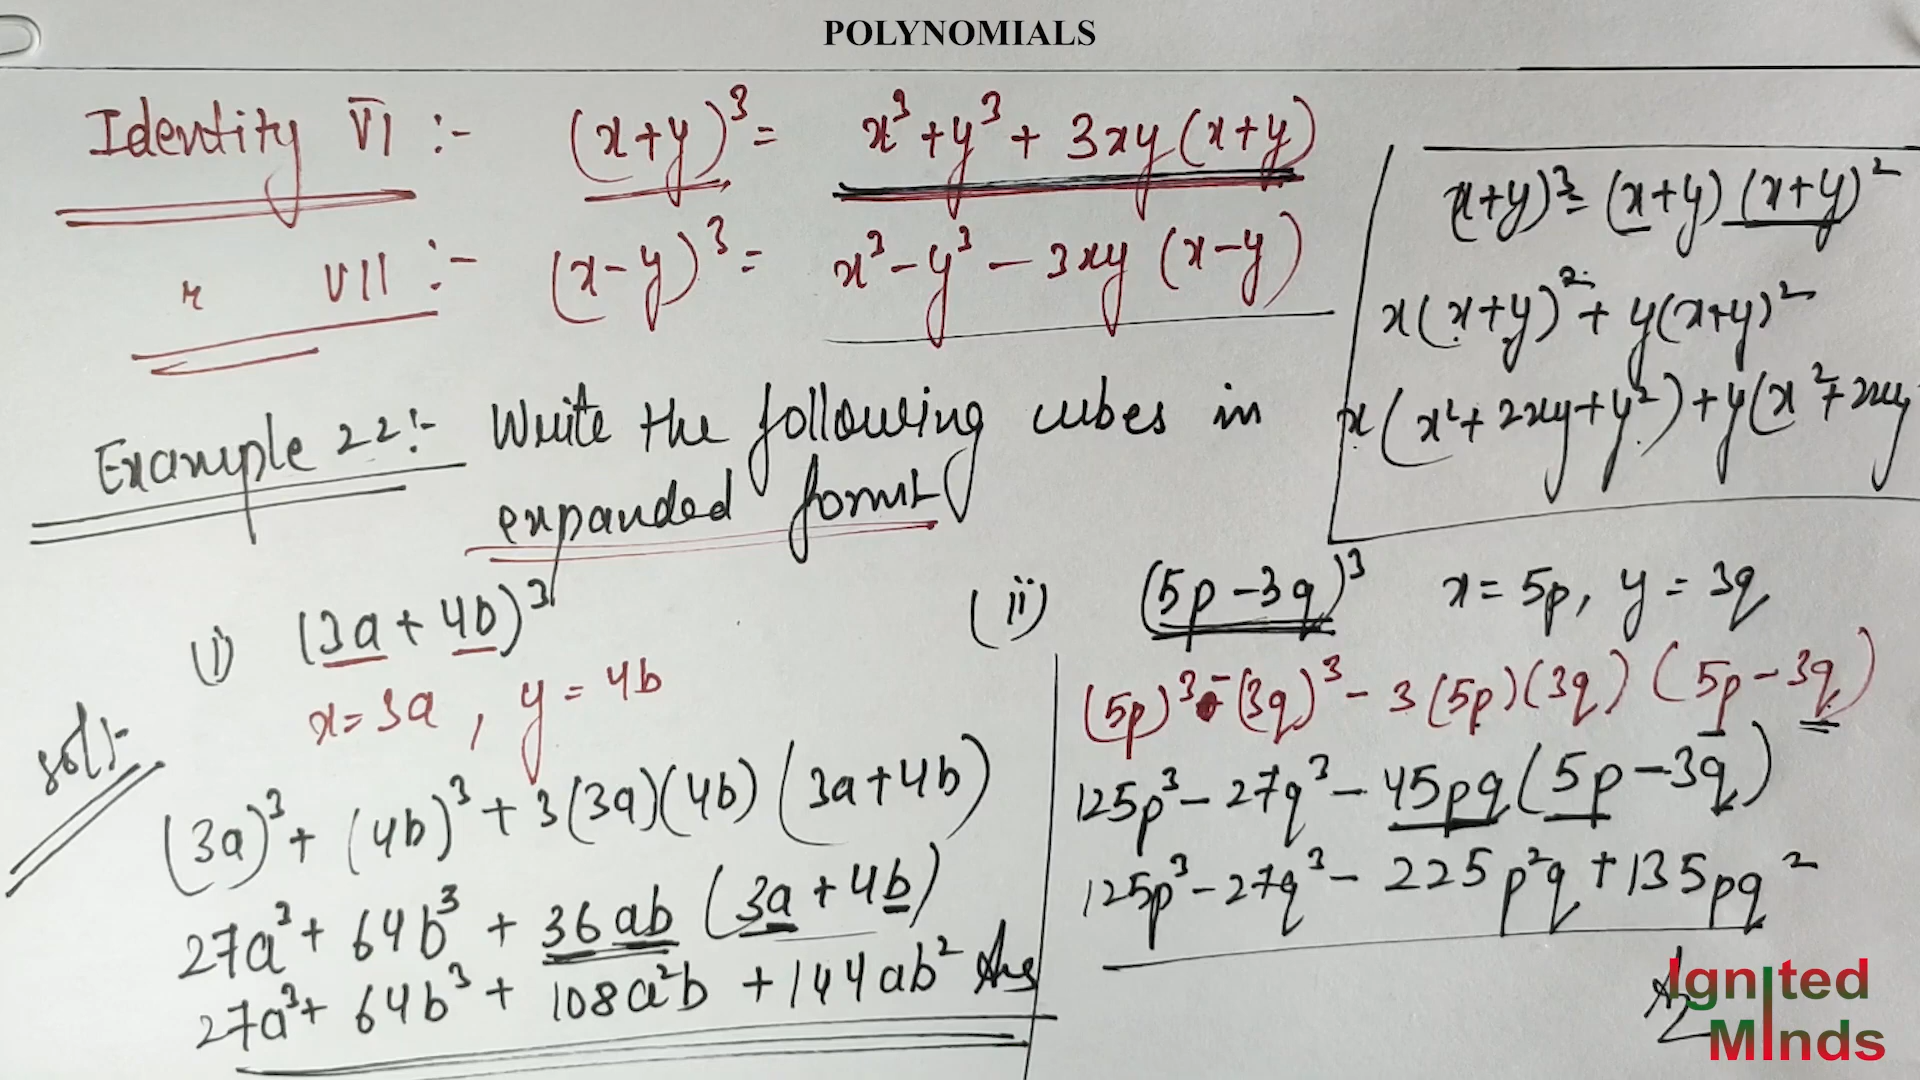 POLYNOMIALS
Identity VI :- (x+y)³ = x³+y³+ 3xy(x+y)
" VII :- (x-y)³ = x³-y³-3xy (x-y)
(x+y)³= (x+y) (x+y)²
x(x+y)²+ y(x+y)²
x(x²+2xy+y²)+y(x²+2xy
Example 22:- Write the following cubes in
expanded form
(i) (3a+4b)³
x=3a, y=4b
sol:-
(3a)³+ (4b)³+3(3a)(4b) (3a+4b)
27a³+ 64b³ + 36ab (3a+4b)
27a³+ 64b³+ 108a²b +144ab² Ans
(ii) (5p-3q)³ x=5p, y=3q
(5p)³-(3q)³-3(5p)(3q) (5p-3q)
125p³-27q³-45pq(5p-3q)
125p³-27q³-225p²q+135pq²
Ignited
Minds